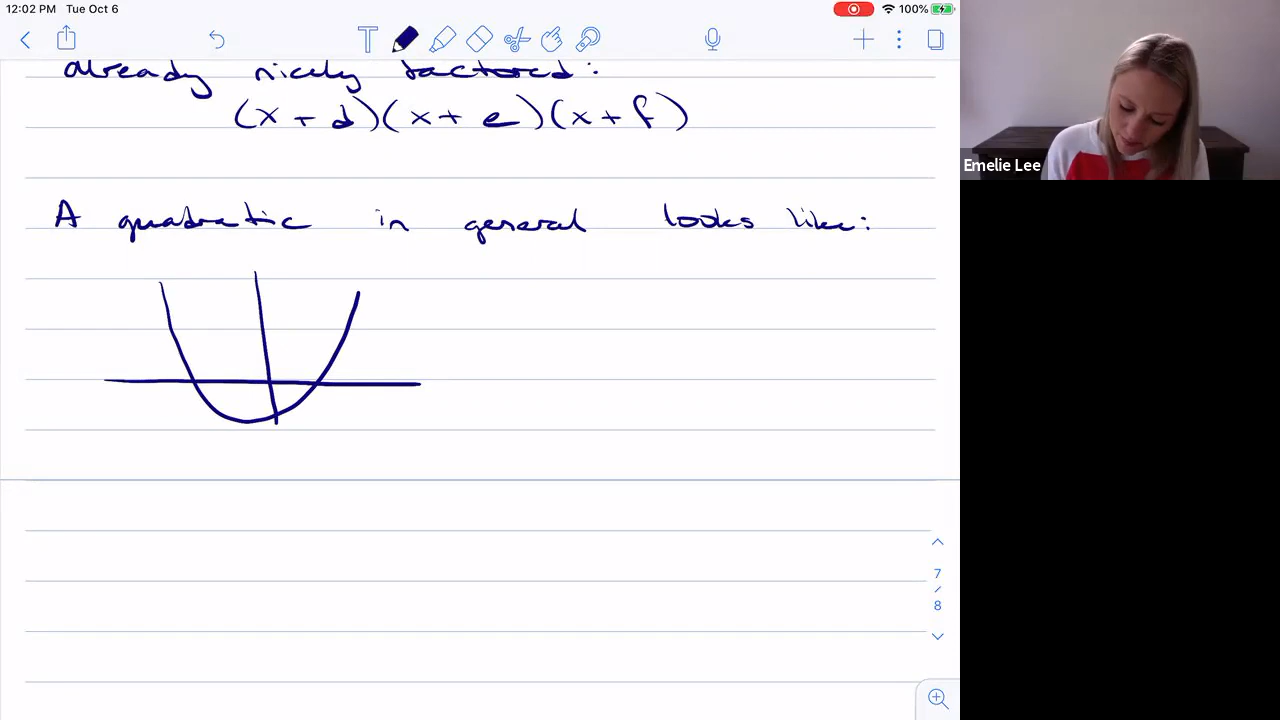 12:02 PM Tue Oct 6
100%
T
already nicely factored:
(x + d)(x + e)(x + f)
Emelie Lee
A quadratic in general looks like:
7
/
8